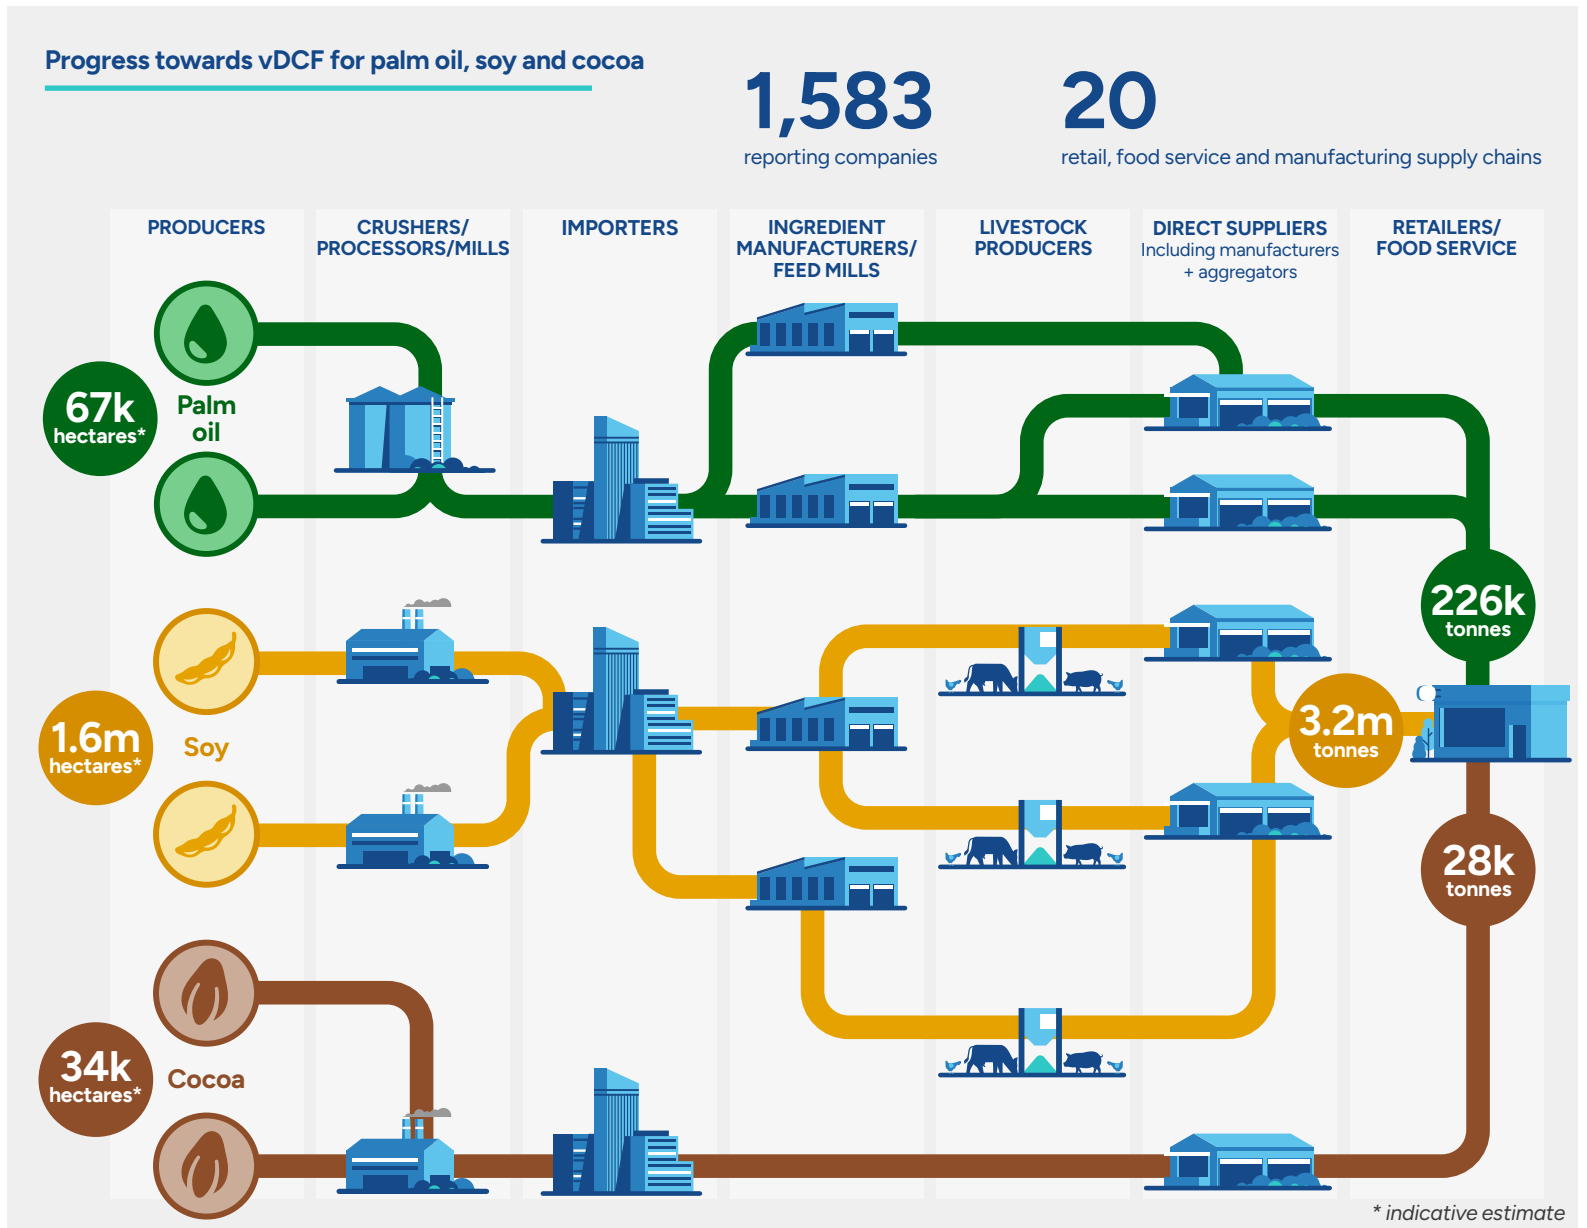 Progress towards vDCF for palm oil, soy and cocoa
1,583
reporting companies
20
retail, food service and manufacturing supply chains
PRODUCERS
CRUSHERS/
PROCESSORS/MILLS
IMPORTERS
INGREDIENT
MANUFACTURERS/
FEED MILLS
LIVESTOCK
PRODUCERS
DIRECT SUPPLIERS
Including manufacturers
+ aggregators
RETAILERS/
FOOD SERVICE
67k
hectares*
Palm
oil
226k
tonnes
1.6m
hectares*
Soy
3.2m
tonnes
28k
tonnes
34k
hectares*
Cocoa
* indicative estimate